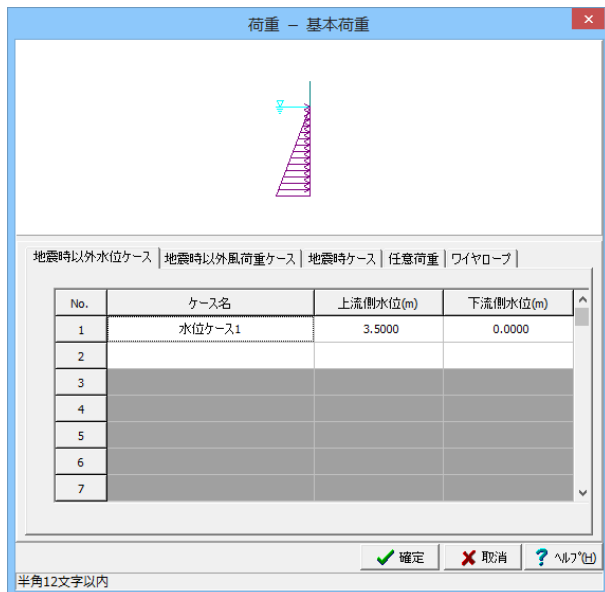 荷重 － 基本荷重
地震時以外水位ケース 地震時以外風荷重ケース 地震時ケース 任意荷重 ワイヤロープ
No. ケース名 上流側水位(m) 下流側水位(m)
1 水位ケース1 3.5000 0.0000
2
3
4
5
6
7
確定 取消 ? ヘルプ(H)
半角12文字以内